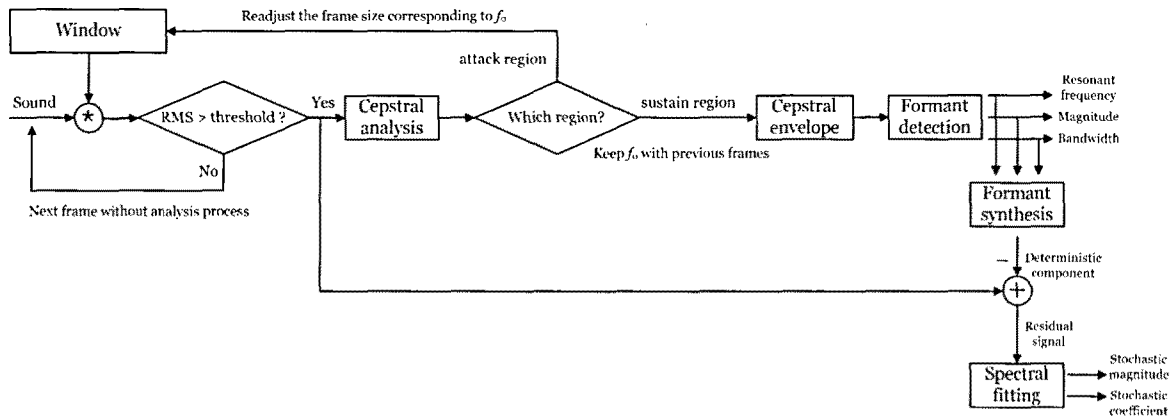 Readjust the frame size corresponding to fₒ
Window
attack region
Sound
*
RMS > threshold ?
Yes
Cepstral
analysis
Which region?
sustain region
Cepstral
envelope
Formant
detection
Resonant
frequency
Magnitude
Bandwidth
No
Keep fₒ with previous frames
Next frame without analysis process
Formant
synthesis
−
Deterministic
component
+
Residual
signal
Spectral
fitting
Stochastic
magnitude
Stochastic
coefficient